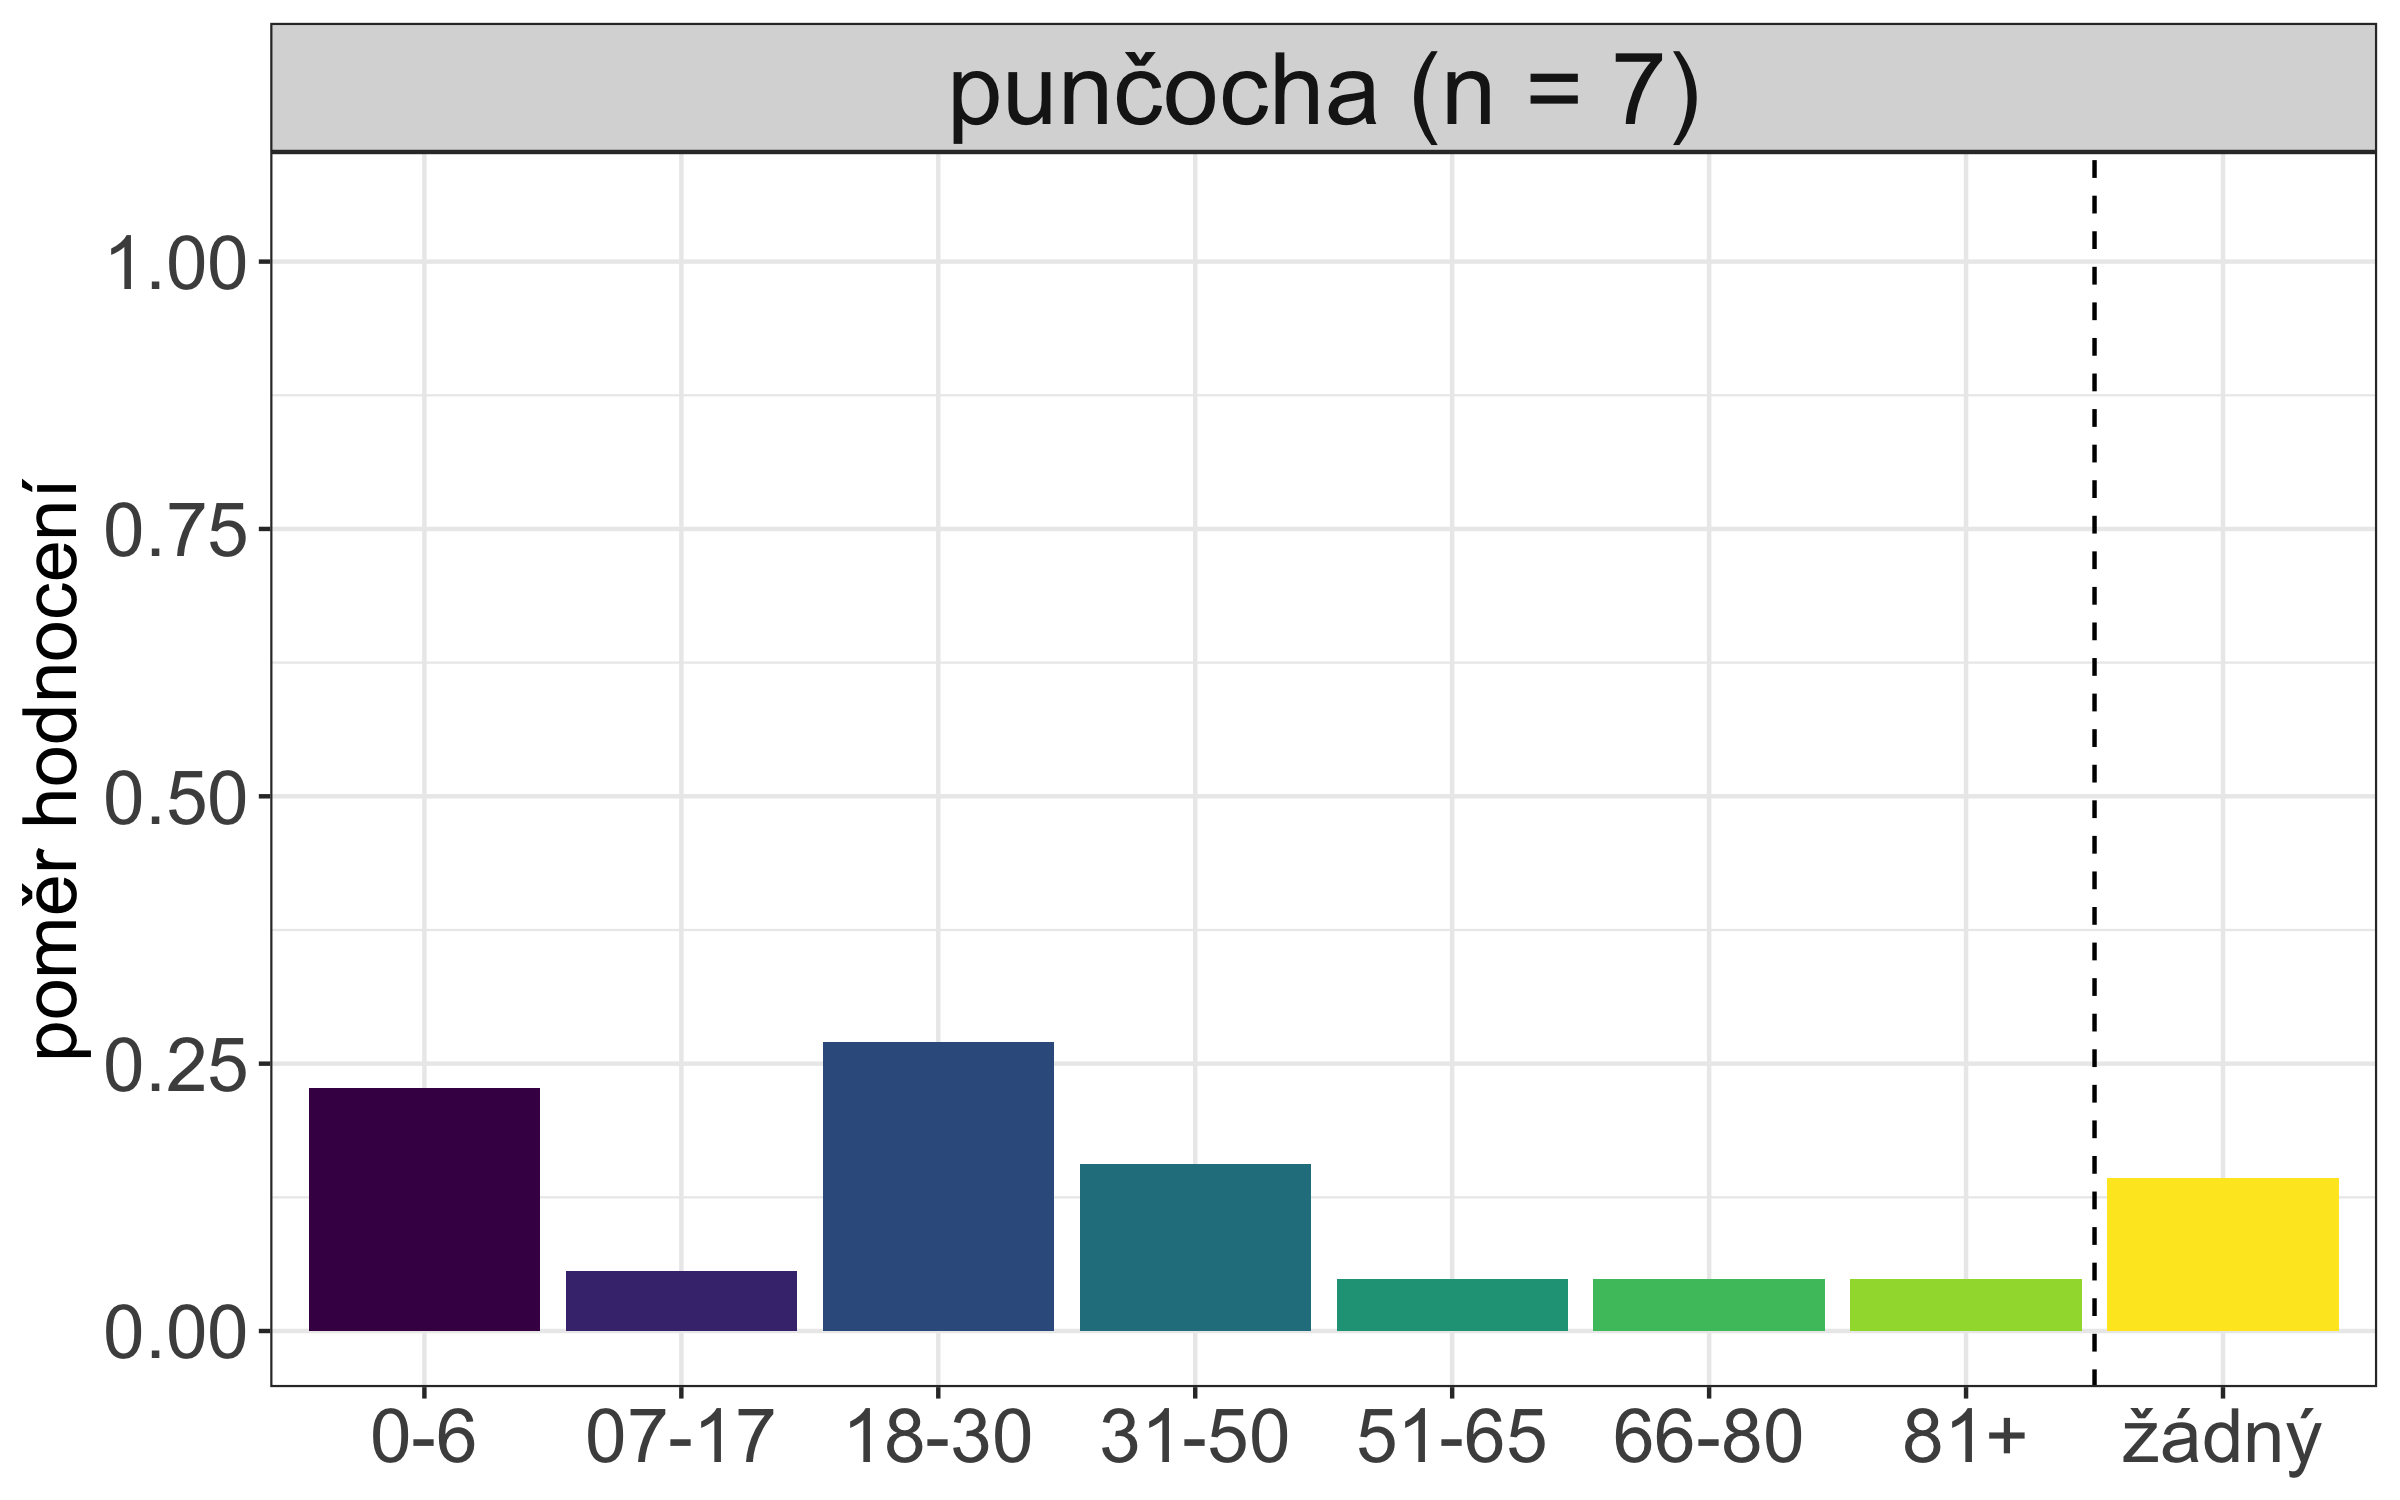 punčocha (n = 7)
poměr hodnocení
1.00
0.75
0.50
0.25
0.00
0-6 07-17 18-30 31-50 51-65 66-80 81+ žádný